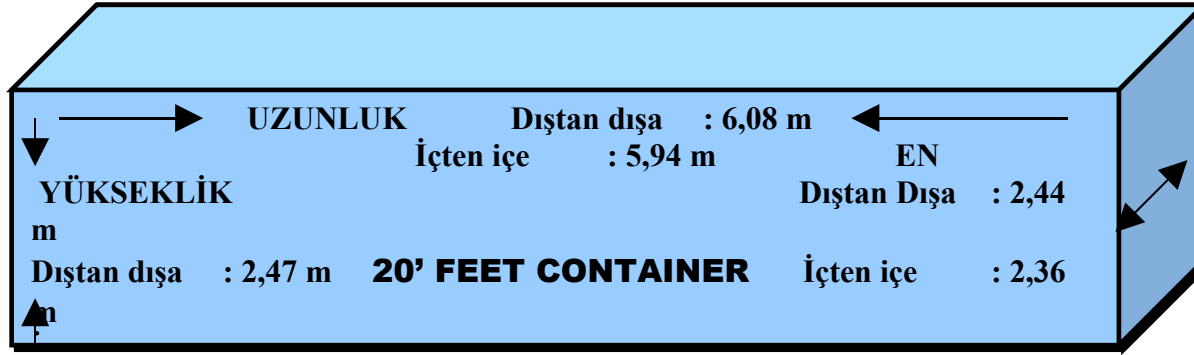 UZUNLUK Dıştan dışa : 6,08 m
İçten içe : 5,94 m EN
YÜKSEKLİK Dıştan Dışa : 2,44
m
Dıştan dışa : 2,47 m 20’ FEET CONTAINER İçten içe : 2,36
m